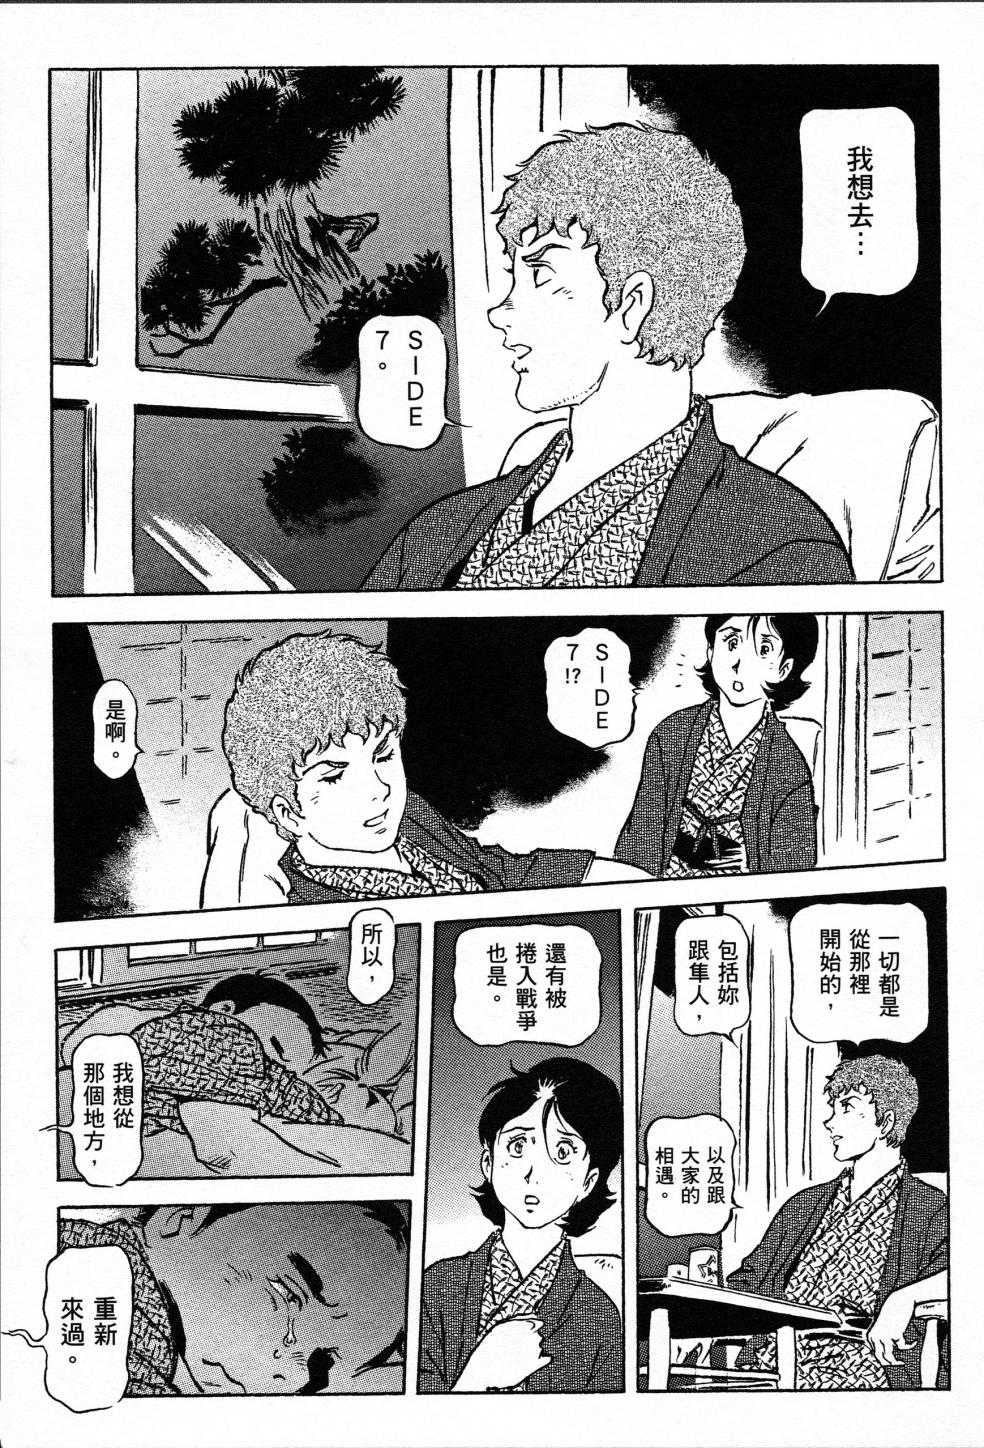 我想去…
SIDE
7。
SIDE
7!?
是啊。
一切都是
從那裡
開始的，
包括妳
跟隼人，
以及跟
大家的
相遇。
還有被
捲入戰爭
也是。
所以，
我想從
那個地方，
重新
來過。